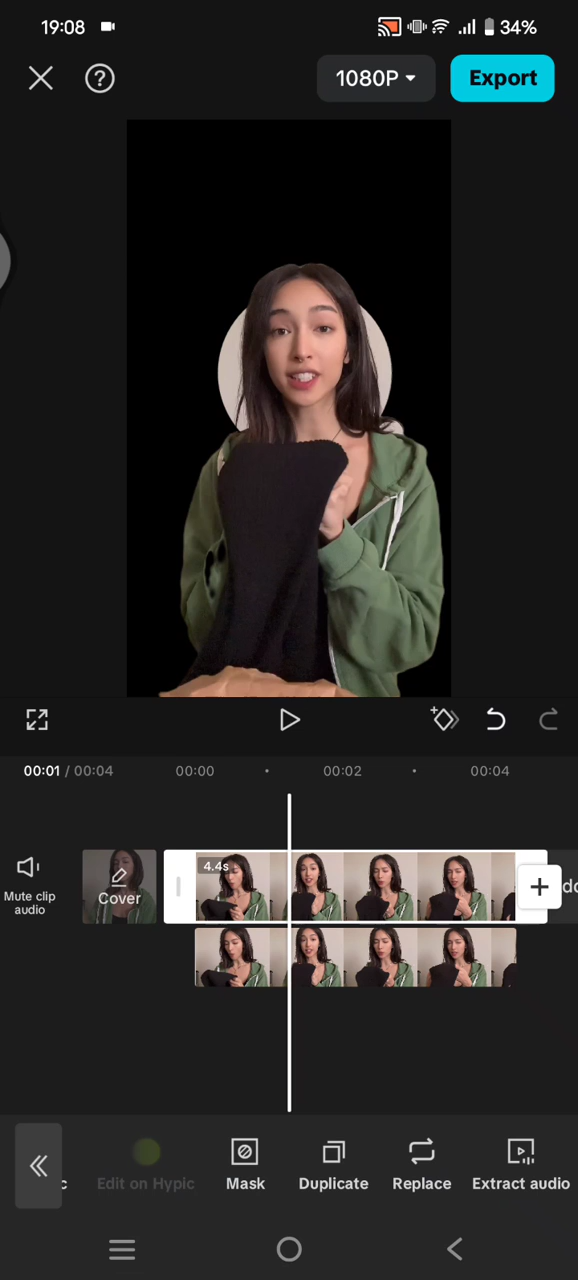 19:08
34%
1080P
Export
00:01 / 00:04
00:00
00:02
00:04
4.4s
Mute clip
audio
Cover
Edit on Hypic
Mask
Duplicate
Replace
Extract audio